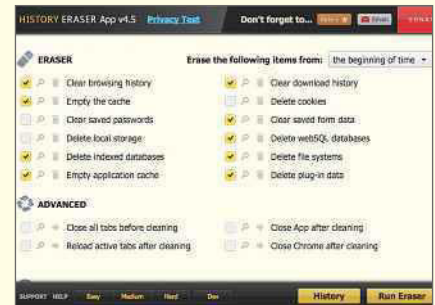 HISTORY ERASER App v4.5 Privacy Test Don't forget to... Email
ERASER Erase the following items from: the beginning of time
Clear browsing history Clear download history
Empty the cache Delete cookies
Clear saved passwords Clear saved form data
Delete local storage Delete webSQL databases
Delete indexed databases Delete file systems
Empty application cache Delete plug-in data
ADVANCED
Close all tabs before cleaning Close App after cleaning
Reload active tabs after cleaning Close Chrome after cleaning
SUPPORT HELP Easy Medium Hard Dev History Run Eraser